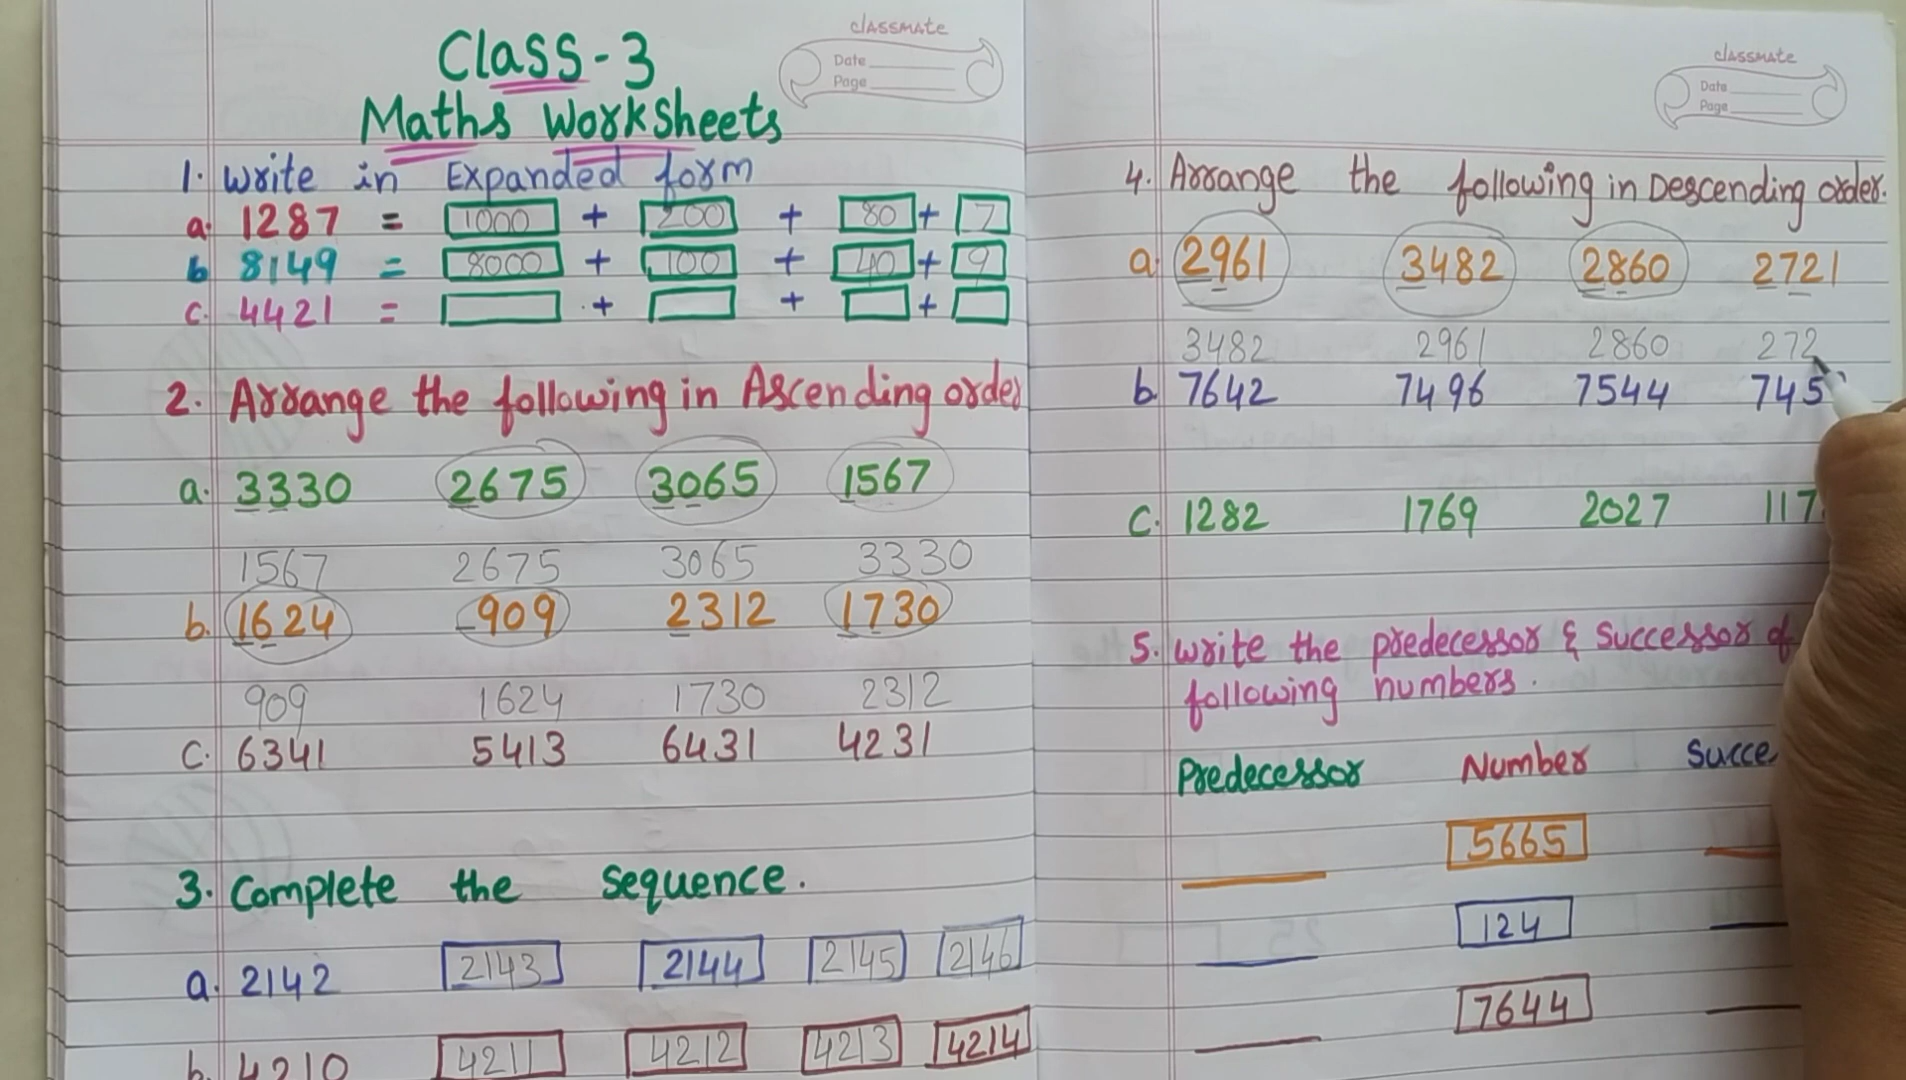 classmate
Date
Page
Class-3
Maths Worksheets
1. Write in Expanded form
a. 1287 = 1000 + 200 + 80 + 7
b 8149 = 8000 + 100 + 40 + 9
c. 4421 = + + +
2. Arrange the following in Ascending order
a. 3330 2675 3065 1567
1567 2675 3065 3330
b. 1624 909 2312 1730
909 1624 1730 2312
c. 6341 5413 6431 4231
3. Complete the sequence.
a. 2142 2143 2144 2145 2146
b. 4210 4211 4212 4213 4214
classmate
Date
Page
4. Arrange the following in Descending order.
a 2961 3482 2860 2721
3482 2961 2860 272
b. 7642 7496 7544 745
c. 1282 1769 2027 117
5. write the predecessor & successor of
following numbers.
Predecessor Number Succe
5665
124
7644